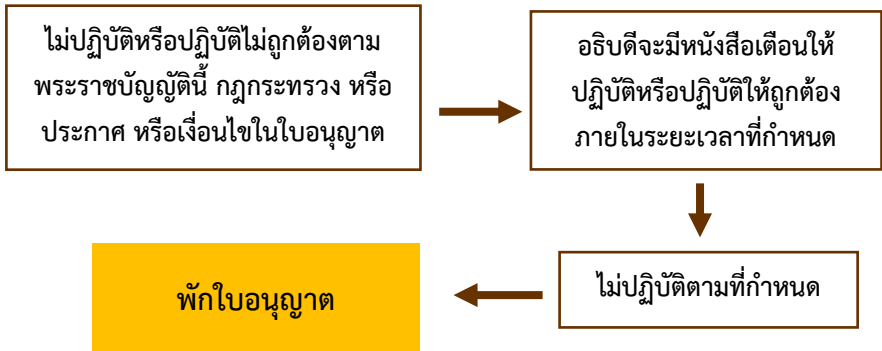 ไม่ปฏิบัติหรือปฏิบัติไม่ถูกต้องตาม
พระราชบัญญัตินี้ กฎกระทรวง หรือ
ประกาศ หรือเงื่อนไขในใบอนุญาต
อธิบดีจะมีหนังสือเตือนให้
ปฏิบัติหรือปฏิบัติให้ถูกต้อง
ภายในระยะเวลาที่กำหนด
ไม่ปฏิบัติตามที่กำหนด
พักใบอนุญาต